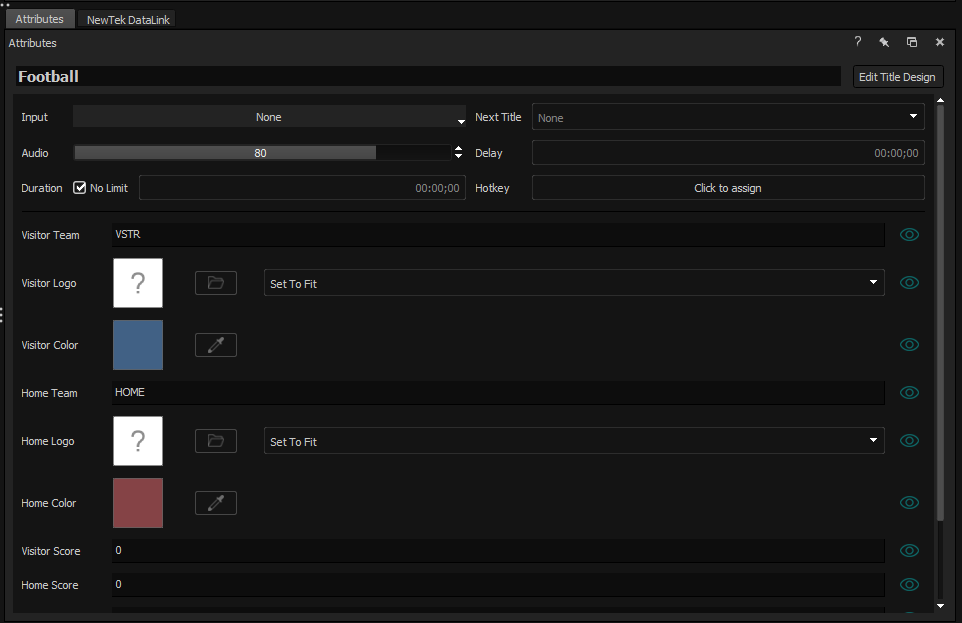 Attributes NewTek DataLink
Attributes ?
Football Edit Title Design
Input None Next Title None
Audio 80 Delay 00:00;00
Duration No Limit 00:00;00 Hotkey Click to assign
Visitor Team VSTR
Visitor Logo ? Set To Fit
Visitor Color
Home Team HOME
Home Logo ? Set To Fit
Home Color
Visitor Score 0
Home Score 0